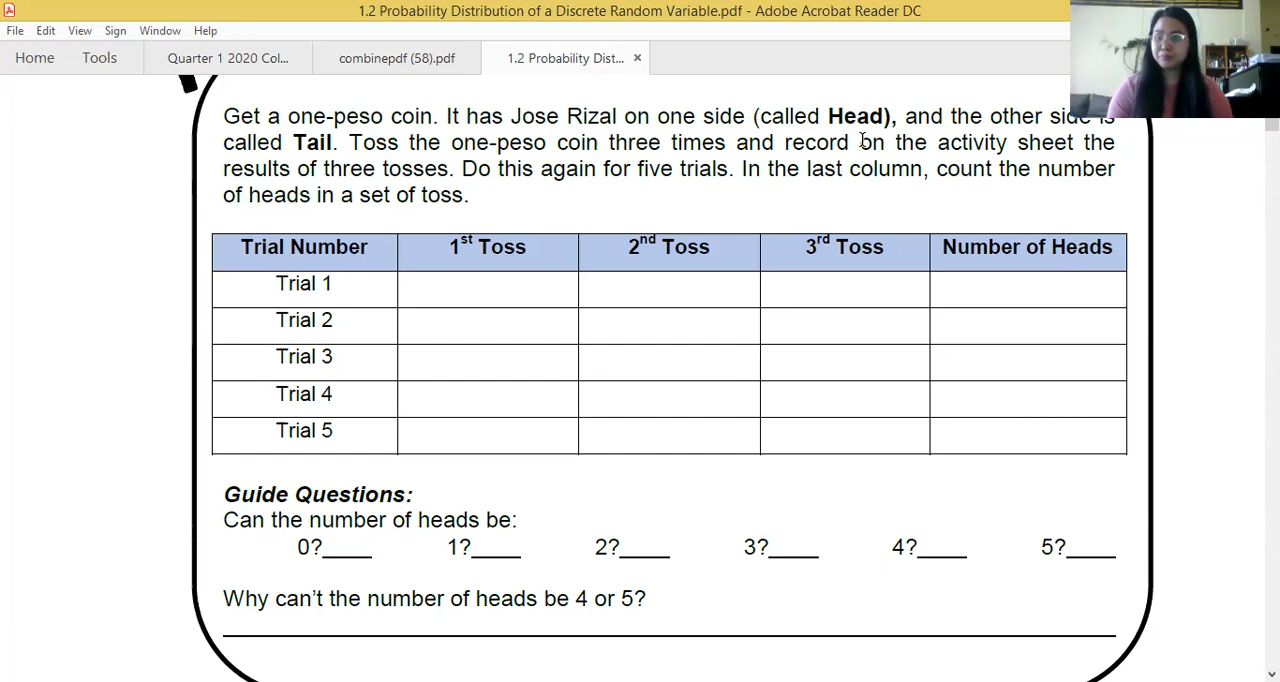 1.2 Probability Distribution of a Discrete Random Variable.pdf - Adobe Acrobat Reader DC
File Edit View Sign Window Help
Home Tools Quarter 1 2020 Col... combinepdf (58).pdf 1.2 Probability Dist... ×
Get a one-peso coin. It has Jose Rizal on one side (called Head), and the other side is
called Tail. Toss the one-peso coin three times and record on the activity sheet the
results of three tosses. Do this again for five trials. In the last column, count the number
of heads in a set of toss.
Trial Number 1st Toss 2nd Toss 3rd Toss Number of Heads
Trial 1
Trial 2
Trial 3
Trial 4
Trial 5
Guide Questions:
Can the number of heads be:
0?____ 1?____ 2?____ 3?____ 4?____ 5?____
Why can't the number of heads be 4 or 5?